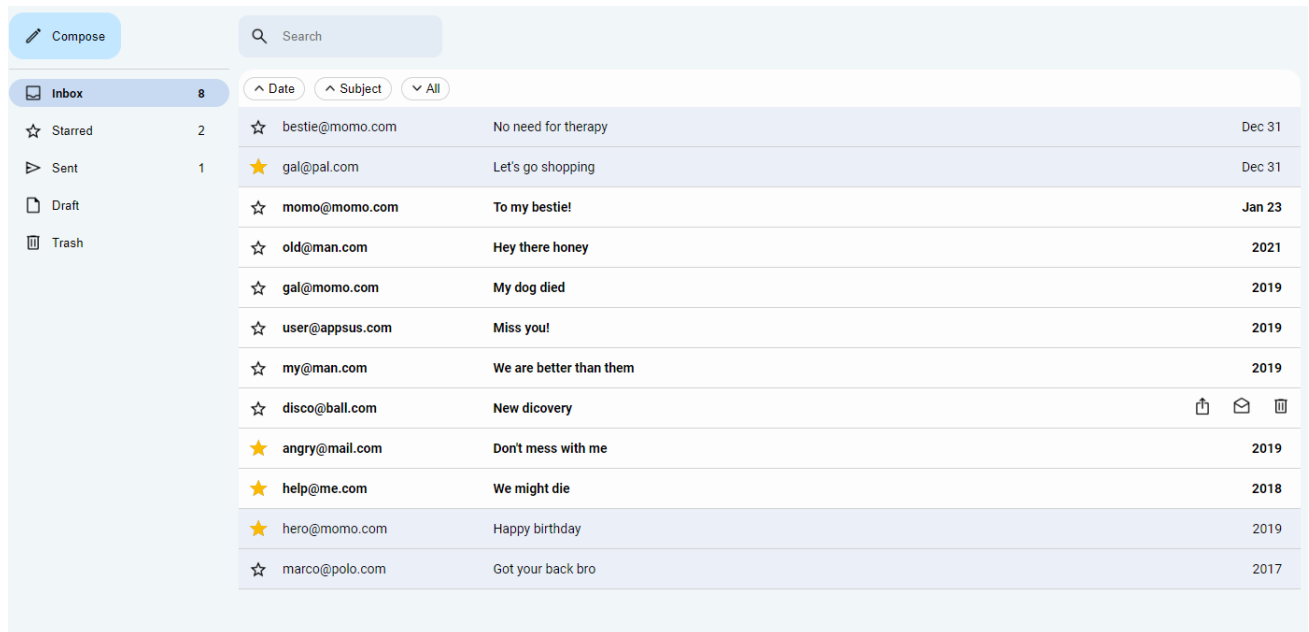 Compose
Search
Inbox 8
Starred 2
Sent 1
Draft
Trash
Date Subject All
bestie@momo.com No need for therapy Dec 31
gal@pal.com Let's go shopping Dec 31
momo@momo.com To my bestie! Jan 23
old@man.com Hey there honey 2021
gal@momo.com My dog died 2019
user@appsus.com Miss you! 2019
my@man.com We are better than them 2019
disco@ball.com New dicovery
angry@mail.com Don't mess with me 2019
help@me.com We might die 2018
hero@momo.com Happy birthday 2019
marco@polo.com Got your back bro 2017